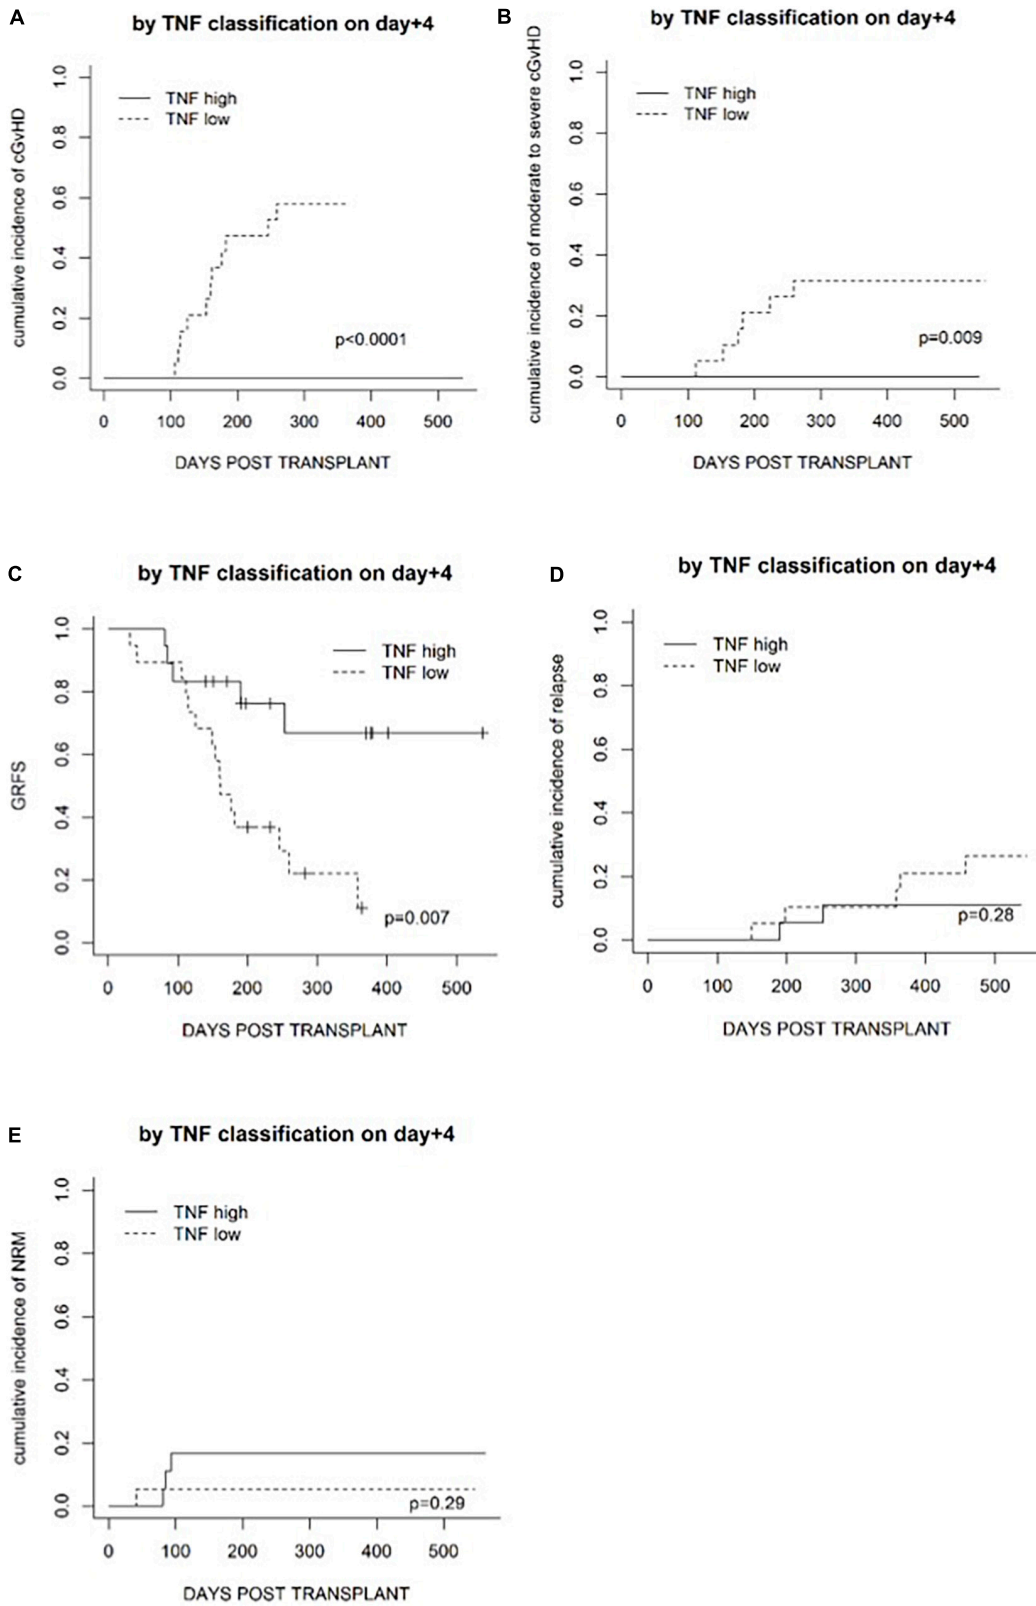 A
by TNF classification on day+4
cumulative incidence of cGvHD
1.0
0.8
0.6
0.4
0.2
0.0
TNF high
TNF low
p<0.0001
0 100 200 300 400 500
DAYS POST TRANSPLANT
B
by TNF classification on day+4
cumulative incidence of moderate to severe cGvHD
1.0
0.8
0.6
0.4
0.2
0.0
TNF high
TNF low
p=0.009
0 100 200 300 400 500
DAYS POST TRANSPLANT
C
by TNF classification on day+4
GRFS
1.0
0.8
0.6
0.4
0.2
0.0
TNF high
TNF low
p=0.007
0 100 200 300 400 500
DAYS POST TRANSPLANT
D
by TNF classification on day+4
cumulative incidence of relapse
1.0
0.8
0.6
0.4
0.2
0.0
TNF high
TNF low
p=0.28
0 100 200 300 400 500
DAYS POST TRANSPLANT
E
by TNF classification on day+4
cumulative incidence of NRM
1.0
0.8
0.6
0.4
0.2
0.0
TNF high
TNF low
p=0.29
0 100 200 300 400 500
DAYS POST TRANSPLANT